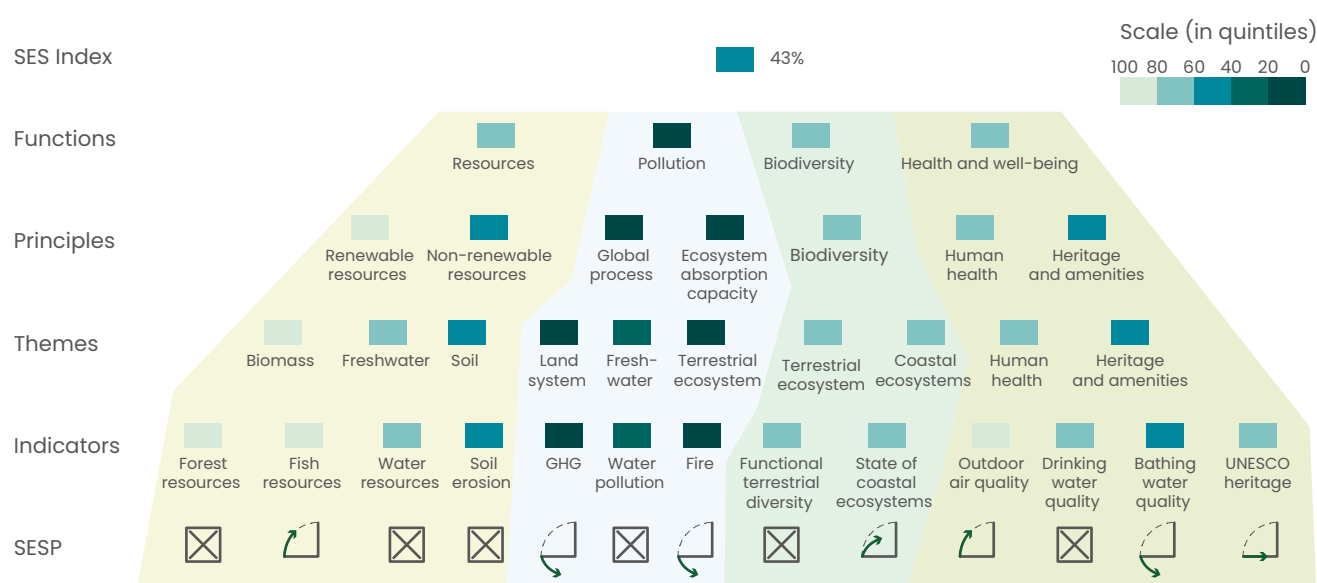 Scale (in quintiles)
SES Index
43%
100 80 60 40 20 0
Functions
Resources
Pollution
Biodiversity
Health and well-being
Principles
Renewable
resources
Non-renewable
resources
Global
process
Ecosystem
absorption
capacity
Biodiversity
Human
health
Heritage
and amenities
Themes
Biomass
Freshwater
Soil
Land
system
Fresh-
water
Terrestrial
ecosystem
Terrestrial
ecosystem
Coastal
ecosystems
Human
health
Heritage
and amenities
Indicators
Forest
resources
Fish
resources
Water
resources
Soil
erosion
GHG
Water
pollution
Fire
Functional
terrestrial
diversity
State of
coastal
ecosystems
Outdoor
air quality
Drinking
water
quality
Bathing
water
quality
UNESCO
heritage
SESP